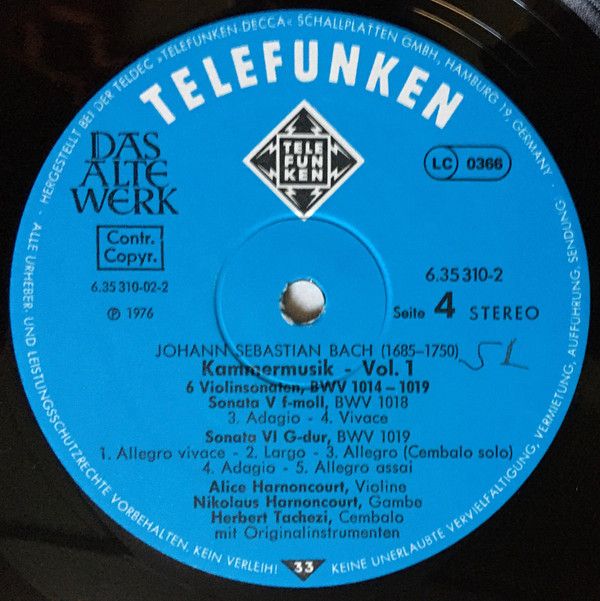 HERGESTELLT BEI DER TELDEC »TELEFUNKEN-DECCA« SCHALLPLATTEN GMBH, HAMBURG 19, GERMANY · ALLE URHEBER- UND LEISTUNGSSCHUTZRECHTE VORBEHALTEN, KEIN VERLEIH! KEINE UNERLAUBTE VERVIELFÄLTIGUNG, VERMIETUNG, AUFFÜHRUNG, SENDUNG.
TELEFUNKEN
TELE
FUN
KEN
DAS
ALTE
WERK
LC 0366
Contr.
Copyr.
6.35 310-02-2
℗ 1976
6.35 310-2
Seite 4 STEREO
JOHANN SEBASTIAN BACH (1685–1750)
51
Kammermusik - Vol. 1
6 Violinsonaten, BWV 1014 – 1019
Sonata V f-moll, BWV 1018
3. Adagio - 4. Vivace
Sonata VI G-dur, BWV 1019
1. Allegro vivace - 2. Largo - 3. Allegro (Cembalo solo)
4. Adagio - 5. Allegro assai
Alice Harnoncourt, Violine
Nikolaus Harnoncourt, Gambe
Herbert Tachezi, Cembalo
mit Originalinstrumenten
33